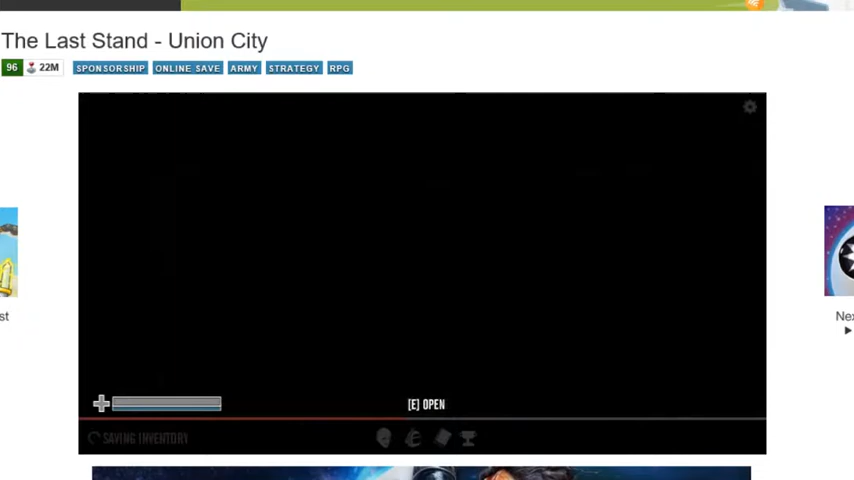 The Last Stand - Union City
96 22M SPONSORSHIP ONLINE SAVE ARMY STRATEGY RPG
st
Nex
[E] OPEN
SAVING INVENTORY